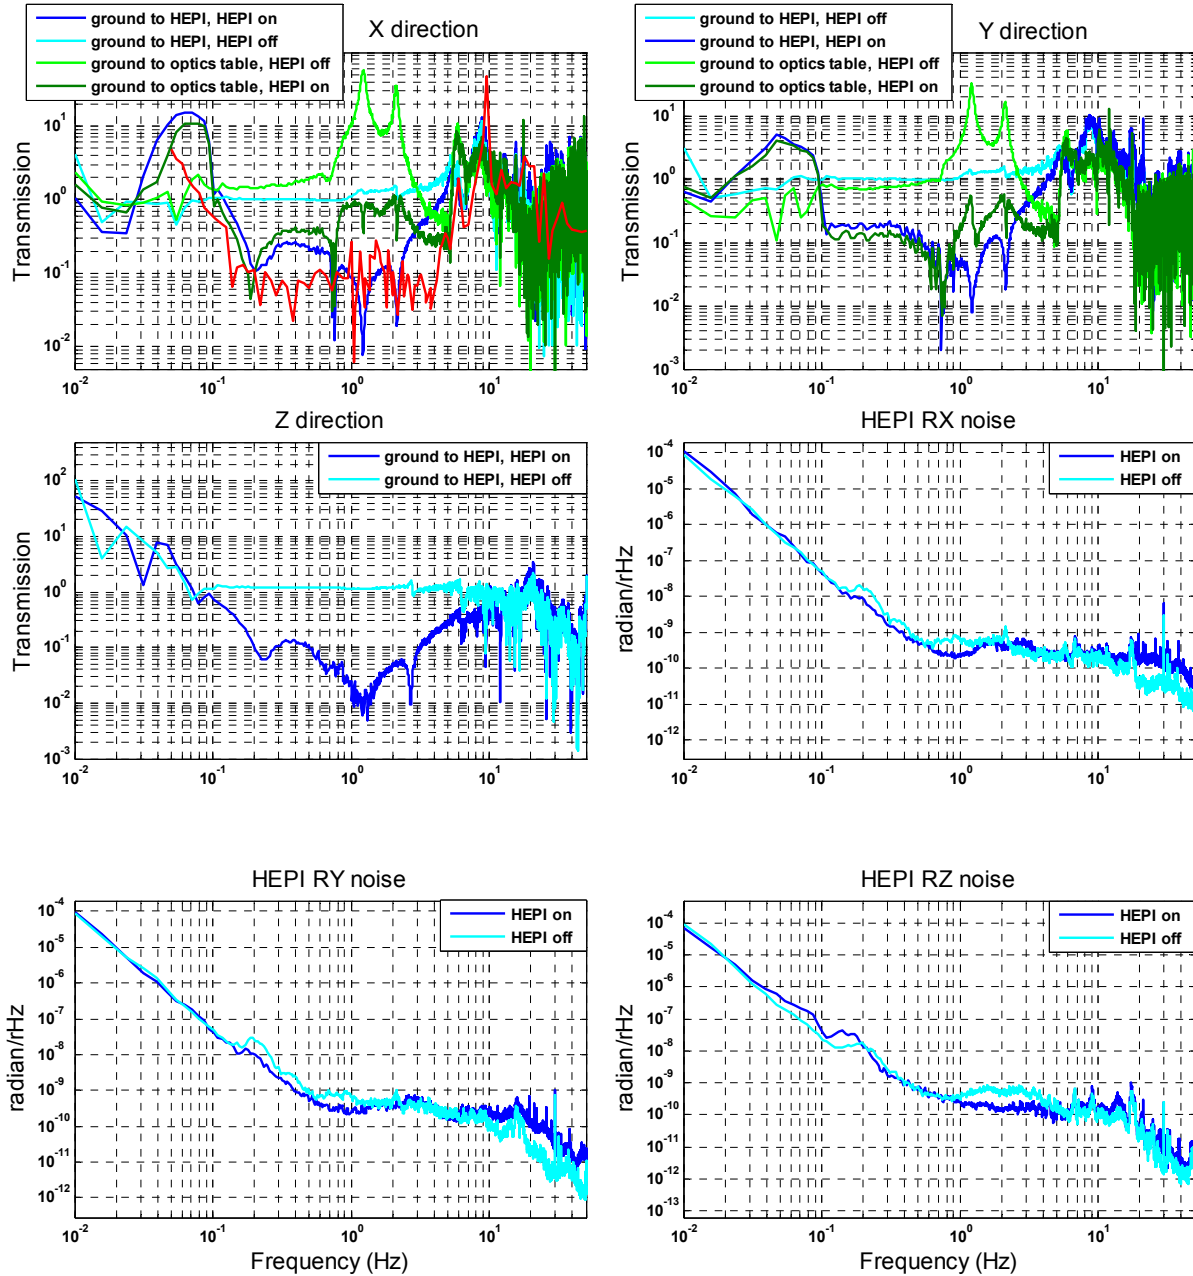 ground to HEPI, HEPI on
ground to HEPI, HEPI off
ground to optics table, HEPI off
ground to optics table, HEPI on
X direction
Transmission
10^1
10^0
10^-1
10^-2
10^-2 10^-1 10^0 10^1
ground to HEPI, HEPI off
ground to HEPI, HEPI on
ground to optics table, HEPI off
ground to optics table, HEPI on
Y direction
Transmission
10^1
10^0
10^-1
10^-2
10^-3
10^-2 10^-1 10^0 10^1
Z direction
ground to HEPI, HEPI on
ground to HEPI, HEPI off
Transmission
10^2
10^1
10^0
10^-1
10^-2
10^-3
10^-2 10^-1 10^0 10^1
HEPI RX noise
HEPI on
HEPI off
radian/rHz
10^-4
10^-5
10^-6
10^-7
10^-8
10^-9
10^-10
10^-11
10^-12
10^-2 10^-1 10^0 10^1
HEPI RY noise
HEPI on
HEPI off
radian/rHz
10^-4
10^-5
10^-6
10^-7
10^-8
10^-9
10^-10
10^-11
10^-12
10^-2 10^-1 10^0 10^1
Frequency (Hz)
HEPI RZ noise
HEPI on
HEPI off
radian/rHz
10^-4
10^-5
10^-6
10^-7
10^-8
10^-9
10^-10
10^-11
10^-12
10^-13
10^-2 10^-1 10^0 10^1
Frequency (Hz)